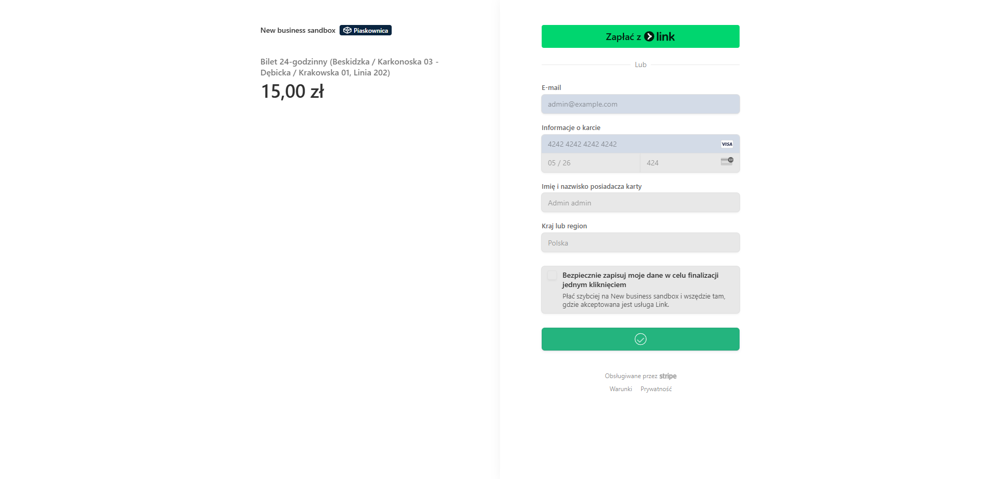 New business sandbox Piaskownica
Bilet 24-godzinny (Beskidzka / Karkonoska 03 -
Dębicka / Krakowska 01, Linia 202)
15,00 zł
Zapłać z link
Lub
E-mail
admin@example.com
Informacje o karcie
4242 4242 4242 4242 VISA
05 / 26 424
Imię i nazwisko posiadacza karty
Admin admin
Kraj lub region
Polska
Bezpiecznie zapisuj moje dane w celu finalizacji
jednym kliknięciem
Płać szybciej na New business sandbox i wszędzie tam,
gdzie akceptowana jest usługa Link.
Obsługiwane przez stripe
Warunki Prywatność